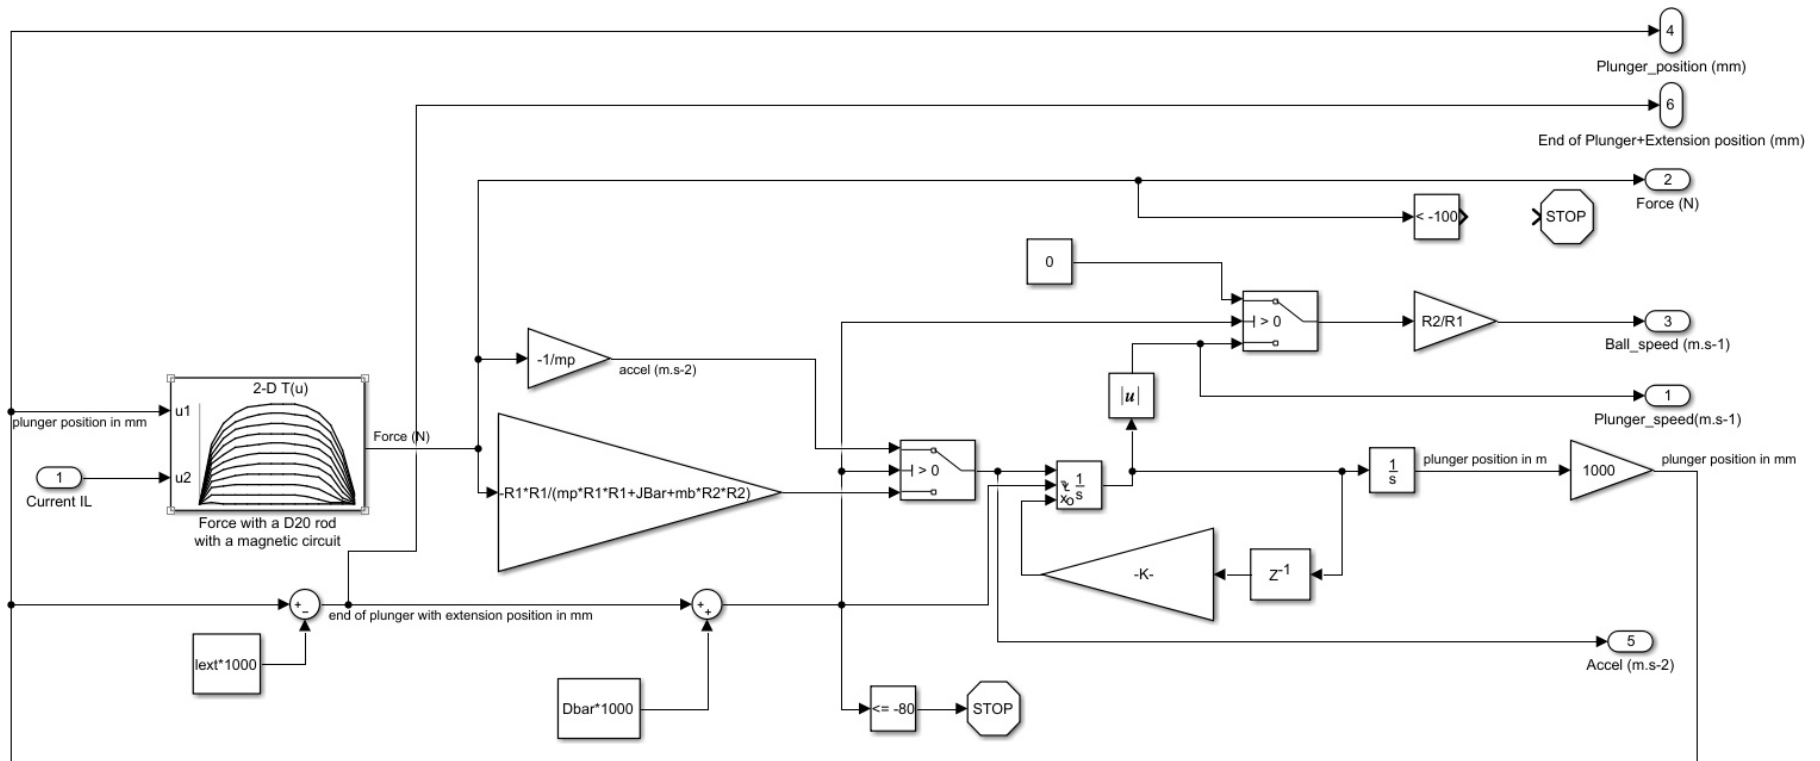 4
Plunger_position (mm)
6
End of Plunger+Extension position (mm)
2
Force (N)
< -100
STOP
0
> 0
R2/R1
3
Ball_speed (m.s-1)
-1/mp
accel (m.s-2)
2-D T(u)
u1
plunger position in mm
|u|
1
Plunger_speed(m.s-1)
Force (N)
> 0
u2
1
Current IL
-R1*R1/(mp*R1*R1+JBar+mb*R2*R2)
1
s
xo
1
s
plunger position in m
1000
plunger position in mm
Force with a D20 rod
with a magnetic circuit
-K-
Z-1
+
−
end of plunger with extension position in mm
+
+
lext*1000
5
Accel (m.s-2)
Dbar*1000
<= -80
STOP